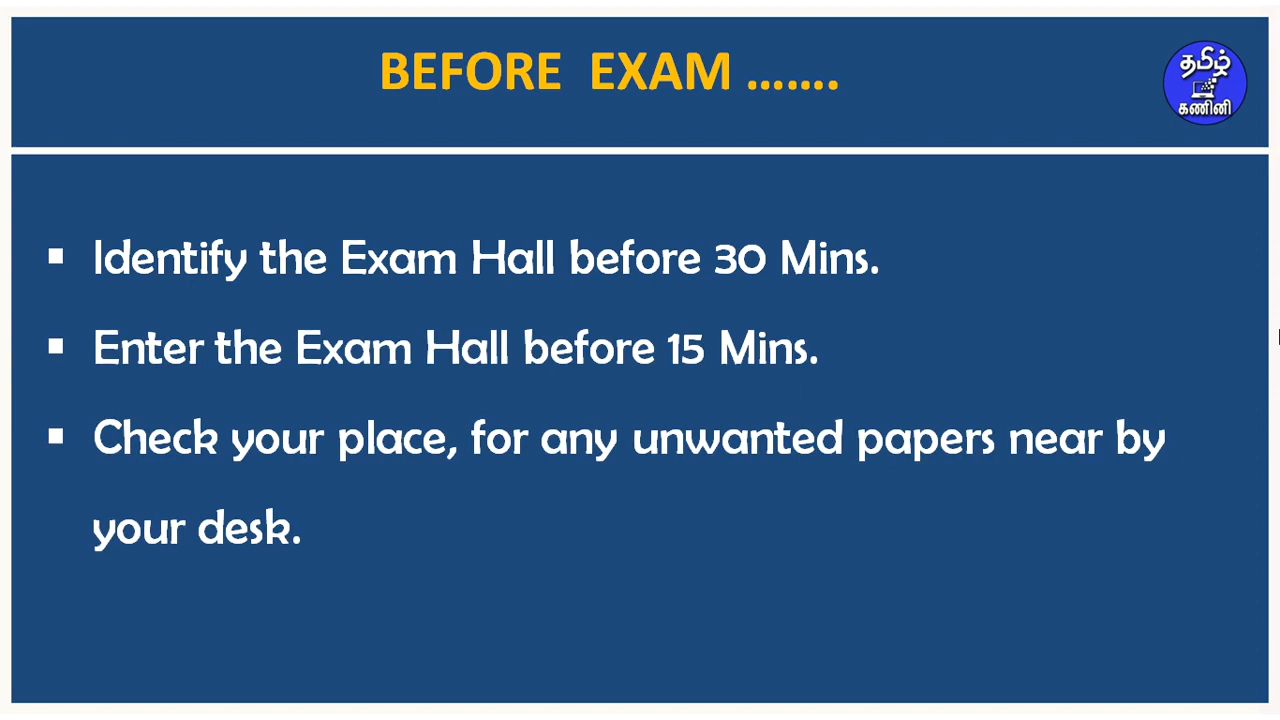 BEFORE EXAM .......
தமிழ்
கணினி
▪ Identify the Exam Hall before 30 Mins.
▪ Enter the Exam Hall before 15 Mins.
▪ Check your place, for any unwanted papers near by
your desk.